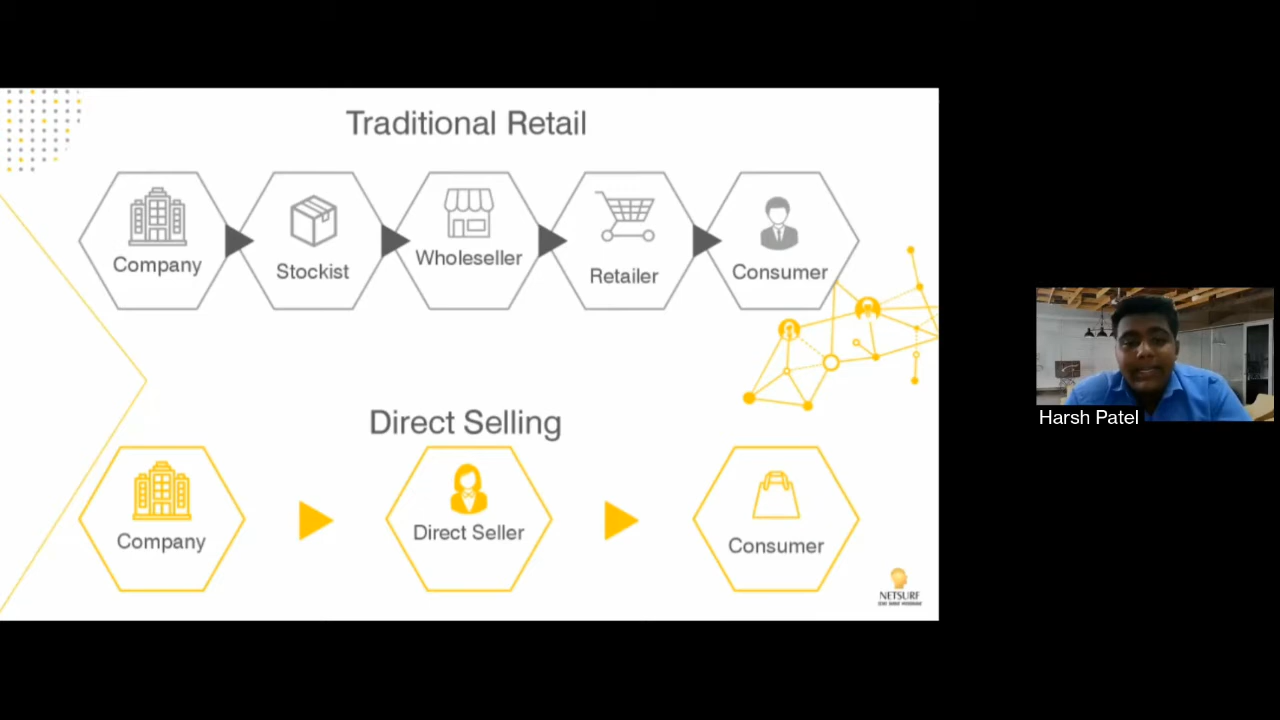 Traditional Retail
Company
Stockist
Wholeseller
Retailer
Consumer
Direct Selling
Company
Direct Seller
Consumer
NETSURF
Harsh Patel